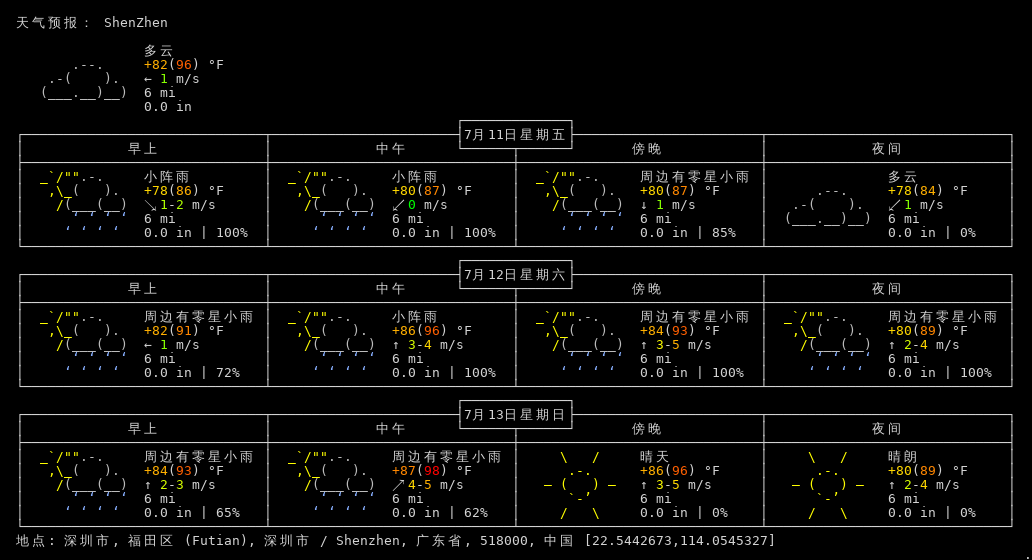 天气预报： ShenZhen
多云
+82(96) °F
← 1 m/s
6 mi
0.0 in
7月11日星期五
早上 中午 傍晚 夜间
小阵雨 小阵雨 周边有零星小雨 多云
+78(86) °F +80(87) °F +80(87) °F +78(84) °F
↘ 1-2 m/s ↙ 0 m/s ↓ 1 m/s ↙ 1 m/s
6 mi 6 mi 6 mi 6 mi
0.0 in | 100% 0.0 in | 100% 0.0 in | 85% 0.0 in | 0%
7月12日星期六
早上 中午 傍晚 夜间
周边有零星小雨 小阵雨 周边有零星小雨 周边有零星小雨
+82(91) °F +86(96) °F +84(93) °F +80(89) °F
← 1 m/s ↑ 3-4 m/s ↑ 3-5 m/s ↑ 2-4 m/s
6 mi 6 mi 6 mi 6 mi
0.0 in | 72% 0.0 in | 100% 0.0 in | 100% 0.0 in | 100%
7月13日星期日
早上 中午 傍晚 夜间
周边有零星小雨 周边有零星小雨 晴天 晴朗
+84(93) °F +87(98) °F +86(96) °F +80(89) °F
↑ 2-3 m/s ↗ 4-5 m/s ↑ 3-5 m/s ↑ 2-4 m/s
6 mi 6 mi 6 mi 6 mi
0.0 in | 65% 0.0 in | 62% 0.0 in | 0% 0.0 in | 0%
地点: 深圳市, 福田区 (Futian), 深圳市 / Shenzhen, 广东省, 518000, 中国 [22.5442673,114.0545327]